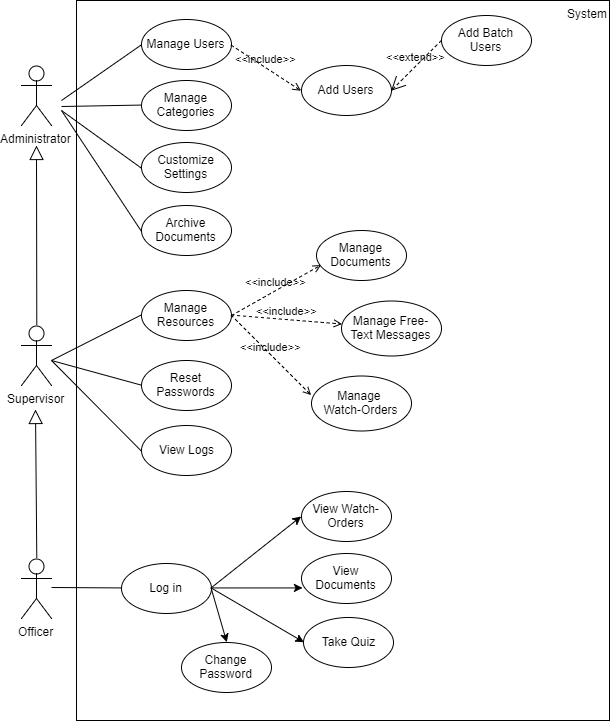 System
Manage Users
<<include>>
Add Users
<<extend>>
Add Batch
Users
Manage
Categories
Administrator
Customize
Settings
Archive
Documents
Manage
Resources
<<include>>
Manage
Documents
<<include>>
Manage Free-
Text Messages
<<include>>
Manage
Watch-Orders
Reset
Passwords
Supervisor
View Logs
View Watch-
Orders
Log in
View
Documents
Officer
Take Quiz
Change
Password